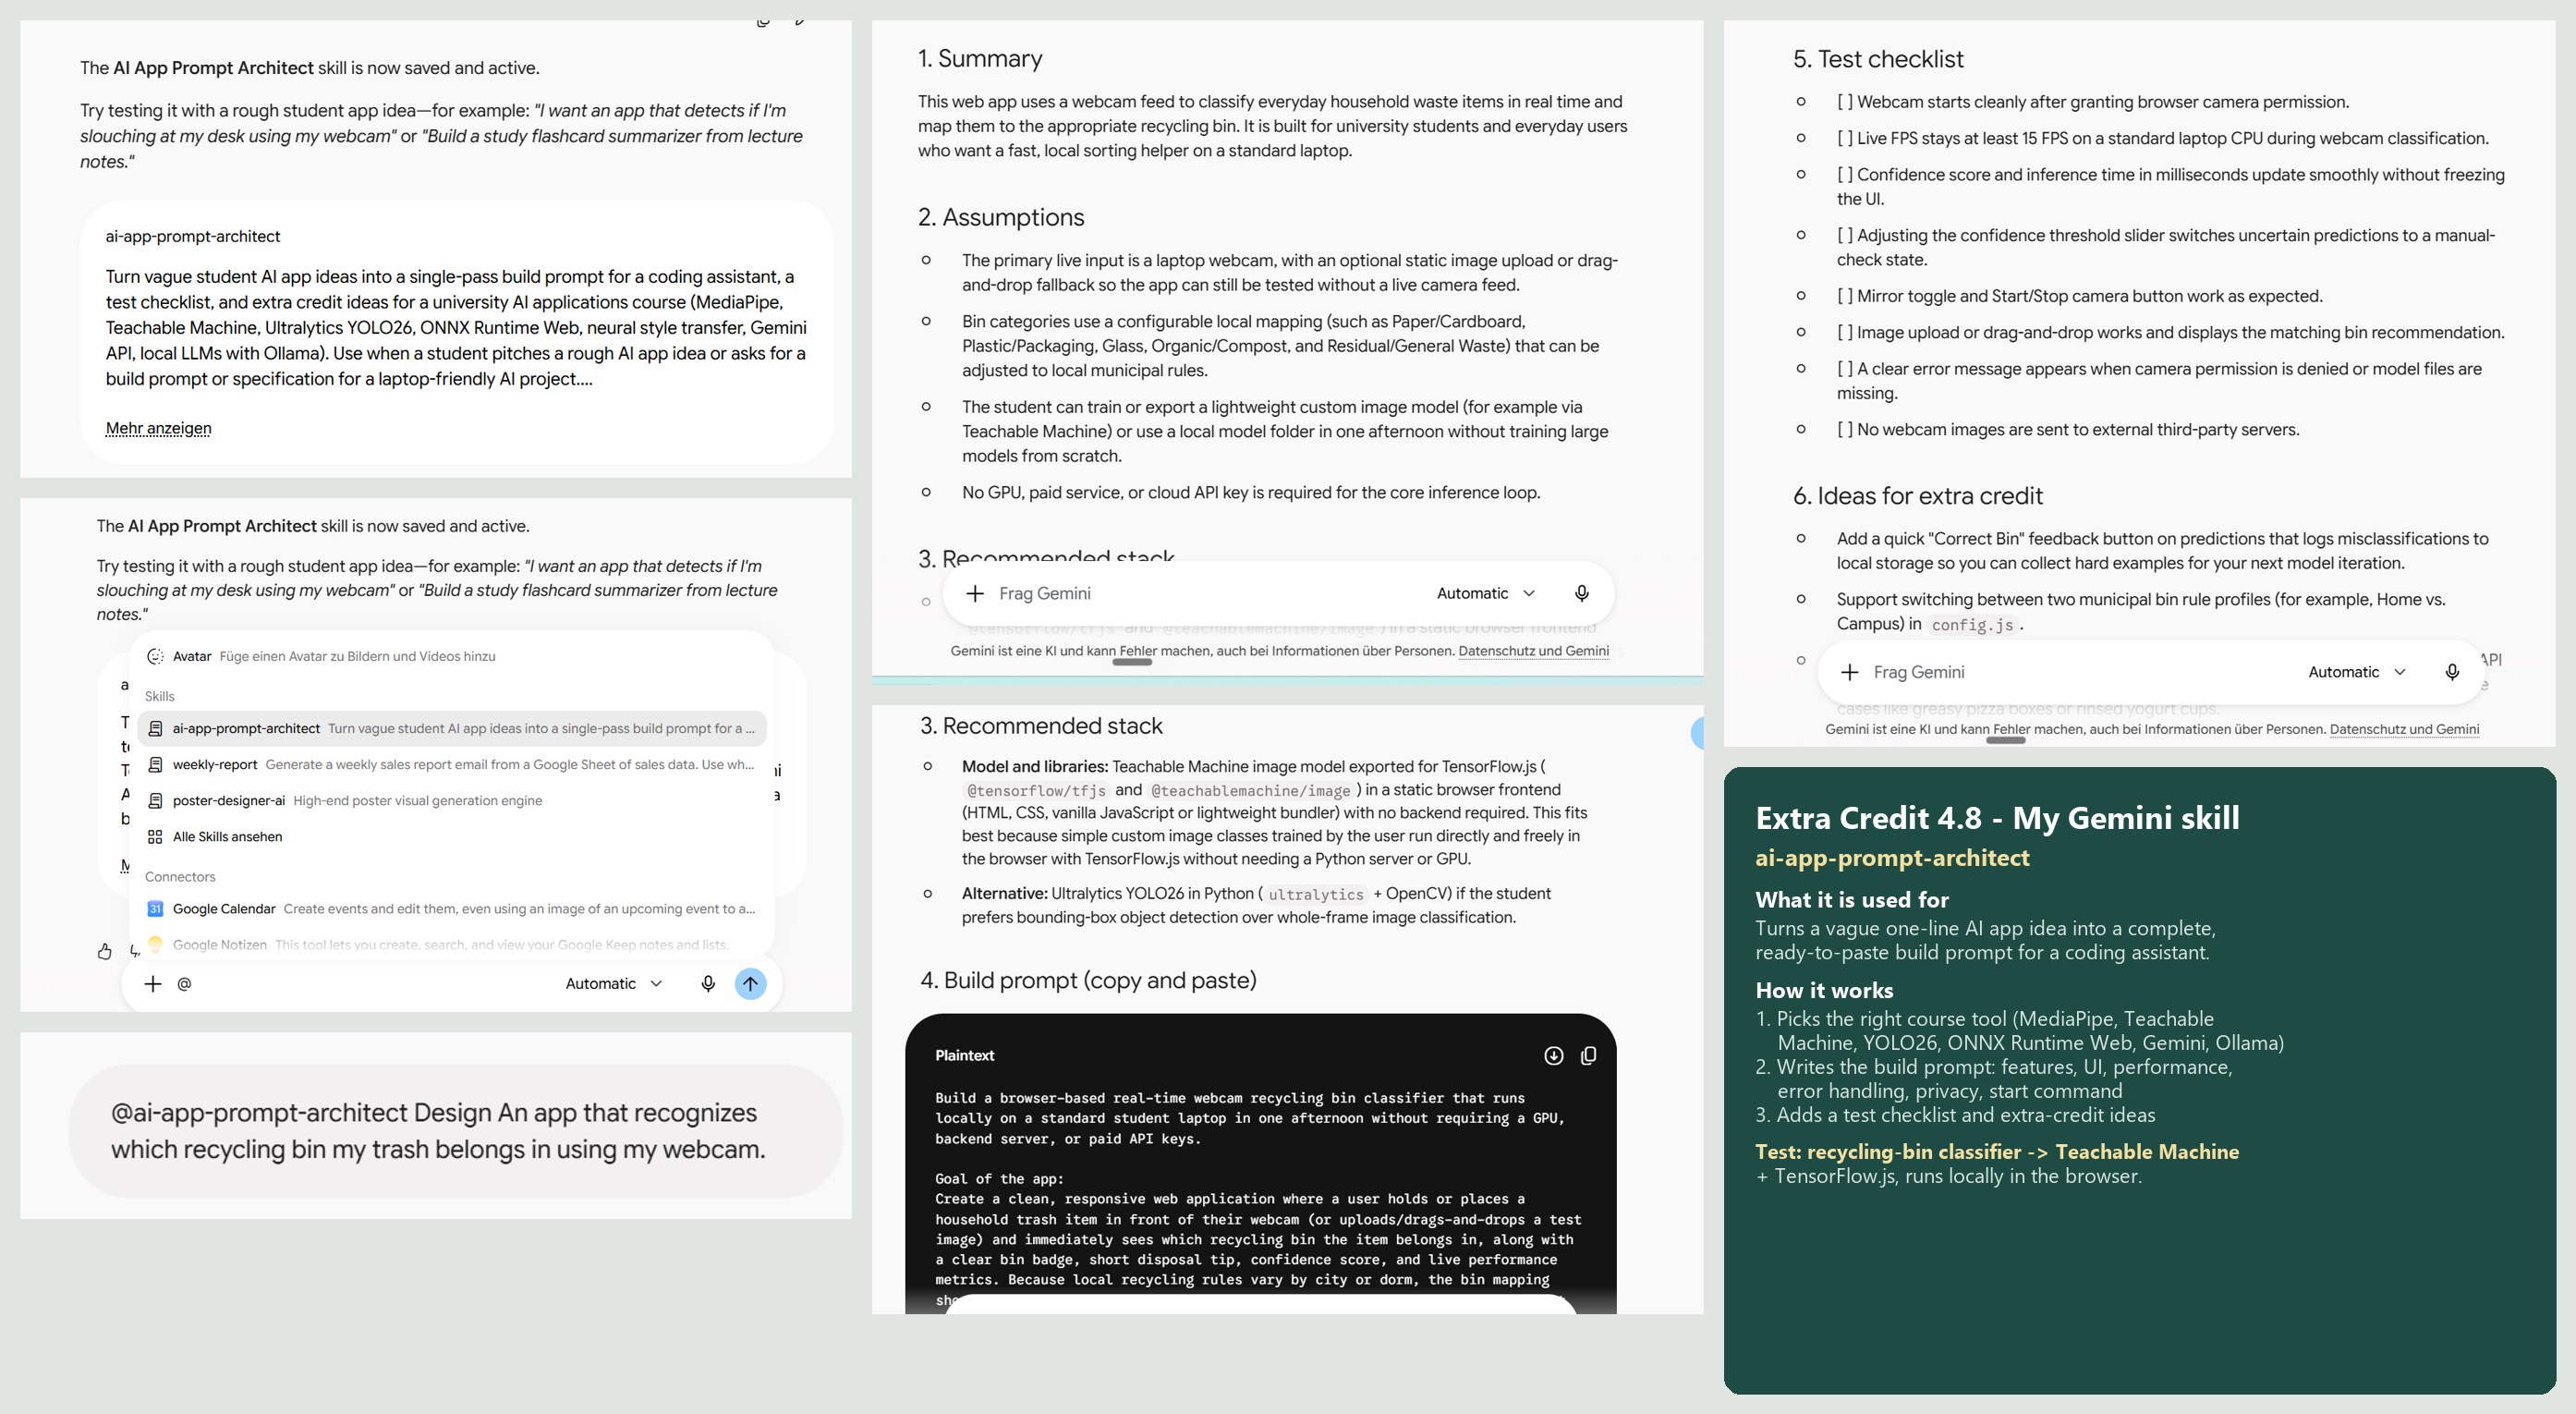 The AI App Prompt Architect skill is now saved and active.
Try testing it with a rough student app idea—for example: "I want an app that detects if I'm
slouching at my desk using my webcam" or "Build a study flashcard summarizer from lecture
notes."
ai-app-prompt-architect
Turn vague student AI app ideas into a single-pass build prompt for a coding assistant, a
test checklist, and extra credit ideas for a university AI applications course (MediaPipe,
Teachable Machine, Ultralytics YOLO26, ONNX Runtime Web, neural style transfer, Gemini
API, local LLMs with Ollama). Use when a student pitches a rough AI app idea or asks for a
build prompt or specification for a laptop-friendly AI project....
Mehr anzeigen
The AI App Prompt Architect skill is now saved and active.
Try testing it with a rough student app idea—for example: "I want an app that detects if I'm
slouching at my desk using my webcam" or "Build a study flashcard summarizer from lecture
notes."
Avatar Füge einen Avatar zu Bildern und Videos hinzu
Skills
ai-app-prompt-architect Turn vague student AI app ideas into a single-pass build prompt for a ...
weekly-report Generate a weekly sales report email from a Google Sheet of sales data. Use wh...
poster-designer-ai High-end poster visual generation engine
Alle Skills ansehen
Connectors
Google Calendar Create events and edit them, even using an image of an upcoming event to a...
Google Notizen This tool lets you create, search, and view your Google Keep notes and lists.
@
Automatic
@ai-app-prompt-architect Design An app that recognizes
which recycling bin my trash belongs in using my webcam.
1. Summary
This web app uses a webcam feed to classify everyday household waste items in real time and
map them to the appropriate recycling bin. It is built for university students and everyday users
who want a fast, local sorting helper on a standard laptop.
2. Assumptions
The primary live input is a laptop webcam, with an optional static image upload or drag-
and-drop fallback so the app can still be tested without a live camera feed.
Bin categories use a configurable local mapping (such as Paper/Cardboard,
Plastic/Packaging, Glass, Organic/Compost, and Residual/General Waste) that can be
adjusted to local municipal rules.
The student can train or export a lightweight custom image model (for example via
Teachable Machine) or use a local model folder in one afternoon without training large
models from scratch.
No GPU, paid service, or cloud API key is required for the core inference loop.
3. Recommended stack
Frag Gemini
Automatic
@tensorflow/tfjs and @teachablemachine/image ) in a static browser frontend
Gemini ist eine KI und kann Fehler machen, auch bei Informationen über Personen. Datenschutz und Gemini
3. Recommended stack
Model and libraries: Teachable Machine image model exported for TensorFlow.js (
@tensorflow/tfjs and @teachablemachine/image ) in a static browser frontend
(HTML, CSS, vanilla JavaScript or lightweight bundler) with no backend required. This fits
best because simple custom image classes trained by the user run directly and freely in
the browser with TensorFlow.js without needing a Python server or GPU.
Alternative: Ultralytics YOLO26 in Python ( ultralytics + OpenCV) if the student
prefers bounding-box object detection over whole-frame image classification.
4. Build prompt (copy and paste)
Plaintext
Build a browser-based real-time webcam recycling bin classifier that runs
locally on a standard student laptop in one afternoon without requiring a GPU,
backend server, or paid API keys.
Goal of the app:
Create a clean, responsive web application where a user holds or places a
household trash item in front of their webcam (or uploads/drags-and-drops a test
image) and immediately sees which recycling bin the item belongs in, along with
a clear bin badge, short disposal tip, confidence score, and live performance
metrics. Because local recycling rules vary by city or dorm, the bin mapping
5. Test checklist
[ ] Webcam starts cleanly after granting browser camera permission.
[ ] Live FPS stays at least 15 FPS on a standard laptop CPU during webcam classification.
[ ] Confidence score and inference time in milliseconds update smoothly without freezing
the UI.
[ ] Adjusting the confidence threshold slider switches uncertain predictions to a manual-
check state.
[ ] Mirror toggle and Start/Stop camera button work as expected.
[ ] Image upload or drag-and-drop works and displays the matching bin recommendation.
[ ] A clear error message appears when camera permission is denied or model files are
missing.
[ ] No webcam images are sent to external third-party servers.
6. Ideas for extra credit
Add a quick "Correct Bin" feedback button on predictions that logs misclassifications to
local storage so you can collect hard examples for your next model iteration.
Support switching between two municipal bin rule profiles (for example, Home vs.
Campus) in config.js .
API
Frag Gemini
Automatic
cases like greasy pizza boxes or rinsed yogurt cups.
Gemini ist eine KI und kann Fehler machen, auch bei Informationen über Personen. Datenschutz und Gemini
Extra Credit 4.8 - My Gemini skill
ai-app-prompt-architect
What it is used for
Turns a vague one-line AI app idea into a complete,
ready-to-paste build prompt for a coding assistant.
How it works
1. Picks the right course tool (MediaPipe, Teachable
Machine, YOLO26, ONNX Runtime Web, Gemini, Ollama)
2. Writes the build prompt: features, UI, performance,
error handling, privacy, start command
3. Adds a test checklist and extra-credit ideas
Test: recycling-bin classifier -> Teachable Machine
+ TensorFlow.js, runs locally in the browser.